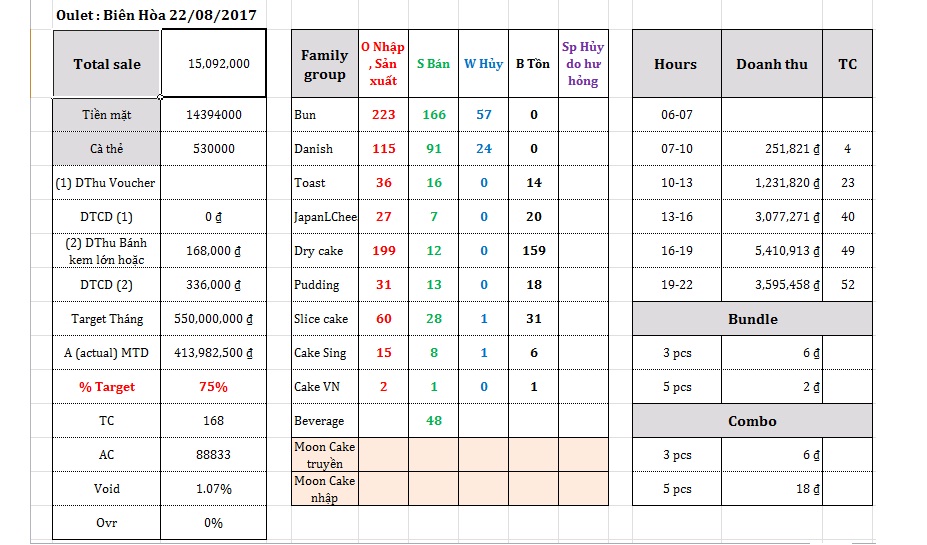 Oulet : Biên Hòa 22/08/2017
Total sale 15,092,000
Tiền mặt 14394000
Cà thẻ 530000
(1) DThu Voucher
DTCD (1) 0 ₫
(2) DThu Bánh
kem lớn hoặc 168,000 ₫
DTCD (2) 336,000 ₫
Target Tháng 550,000,000 ₫
A (actual) MTD 413,982,500 ₫
% Target 75%
TC 168
AC 88833
Void 1.07%
Ovr 0%
Family
group
O Nhập
, Sản
xuất
S Bán
W Hủy
B Tồn
Sp Hủy
do hư
hỏng
Bun 223 166 57 0
Danish 115 91 24 0
Toast 36 16 0 14
JapanLChee 27 7 0 20
Dry cake 199 12 0 159
Pudding 31 13 0 18
Slice cake 60 28 1 31
Cake Sing 15 8 1 6
Cake VN 2 1 0 1
Beverage 48
Moon Cake
truyền
Moon Cake
nhập
Hours Doanh thu TC
06-07
07-10 251,821 ₫ 4
10-13 1,231,820 ₫ 23
13-16 3,077,271 ₫ 40
16-19 5,410,913 ₫ 49
19-22 3,595,458 ₫ 52
Bundle
3 pcs 6 ₫
5 pcs 2 ₫
Combo
3 pcs 6 ₫
5 pcs 18 ₫